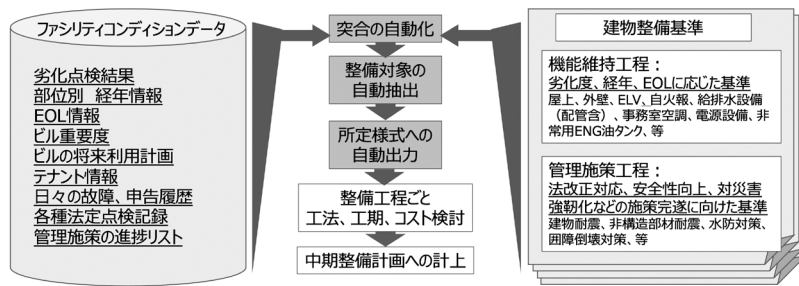 ファシリティコンディションデータ
劣化点検結果
部位別　経年情報
EOL情報
ビル重要度
ビルの将来利用計画
テナント情報
日々の故障、申告履歴
各種法定点検記録
管理施策の進捗リスト
突合の自動化
整備対象の
自動抽出
所定様式への
自動出力
整備工程ごと
工法、工期、コスト検討
中期整備計画への計上
建物整備基準
機能維持工程：
劣化度、経年、EOLに応じた基準
屋上、外壁、ELV、自火報、給排水設備
（配管含）、事務室空調、電源設備、非
常用ENG油タンク、等
管理施策工程：
法改正対応、安全性向上、対災害
強靭化などの施策完遂に向けた基準
建物耐震、非構造部材耐震、水防対策、
囲障倒壊対策、等